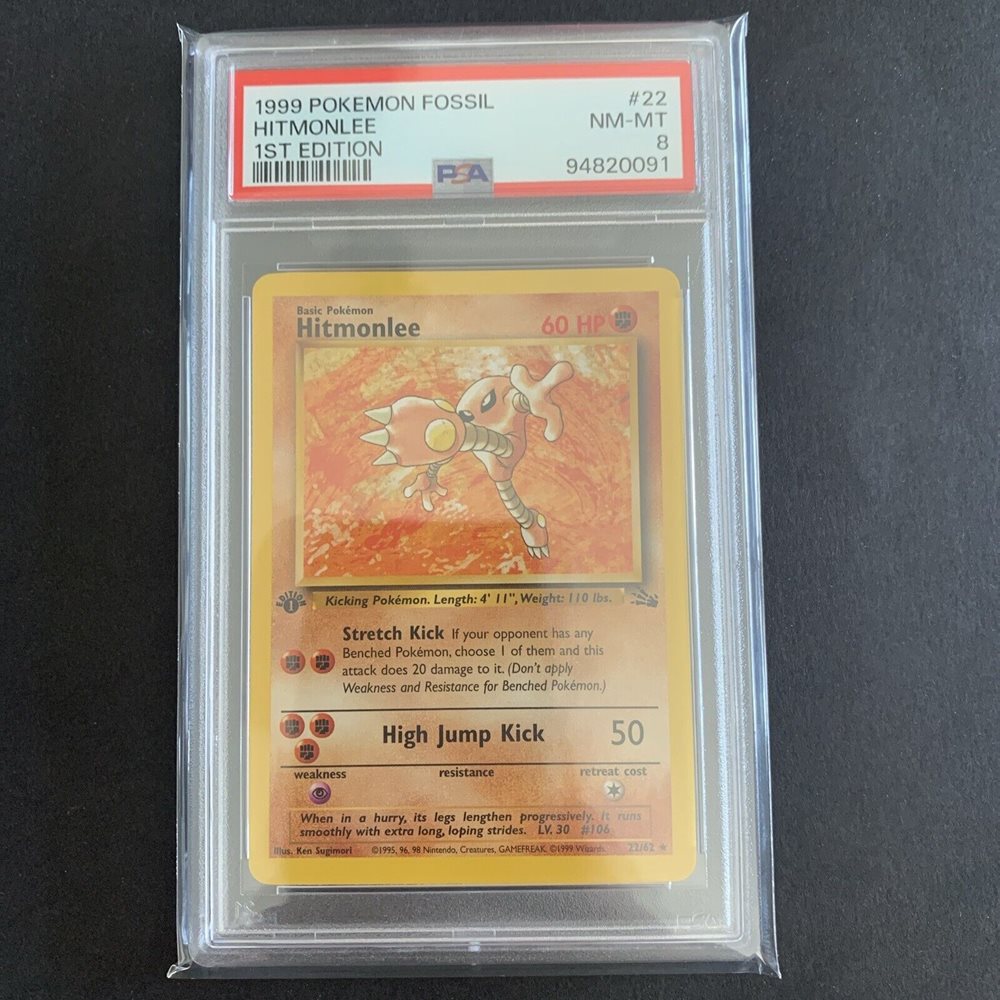 1999 POKEMON FOSSIL #22
HITMONLEE NM-MT
1ST EDITION 8
PSA 94820091
Basic Pokémon
Hitmonlee 60 HP
EDITION 1
Kicking Pokémon. Length: 4' 11", Weight: 110 lbs.
Stretch Kick If your opponent has any
Benched Pokémon, choose 1 of them and this
attack does 20 damage to it. (Don't apply
Weakness and Resistance for Benched Pokémon.)
High Jump Kick 50
weakness resistance retreat cost
When in a hurry, its legs lengthen progressively. It runs
smoothly with extra long, loping strides. LV. 30 #106
Illus. Ken Sugimori ©1995, 96, 98 Nintendo, Creatures, GAMEFREAK. ©1999 Wizards. 22/62 ★